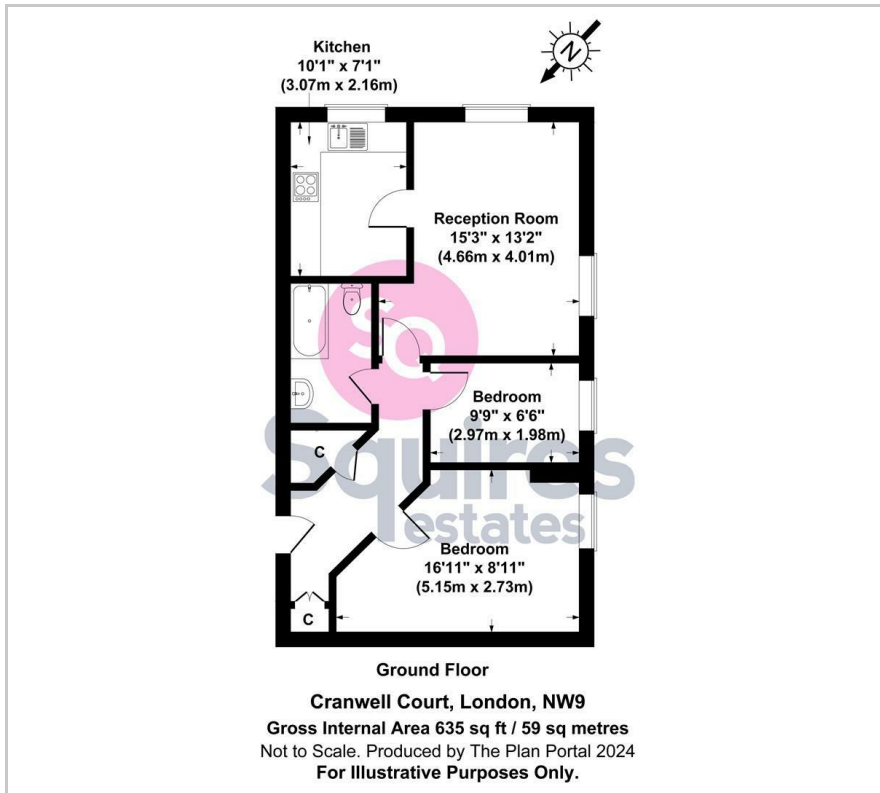 Kitchen
10'1" x 7'1"
(3.07m x 2.16m)
N
Reception Room
15'3" x 13'2"
(4.66m x 4.01m)
SQ
Bedroom
9'9" x 6'6"
(2.97m x 1.98m)
C
Squires
estates
Bedroom
16'11" x 8'11"
(5.15m x 2.73m)
C
Ground Floor
Cranwell Court, London, NW9
Gross Internal Area 635 sq ft / 59 sq metres
Not to Scale. Produced by The Plan Portal 2024
For Illustrative Purposes Only.